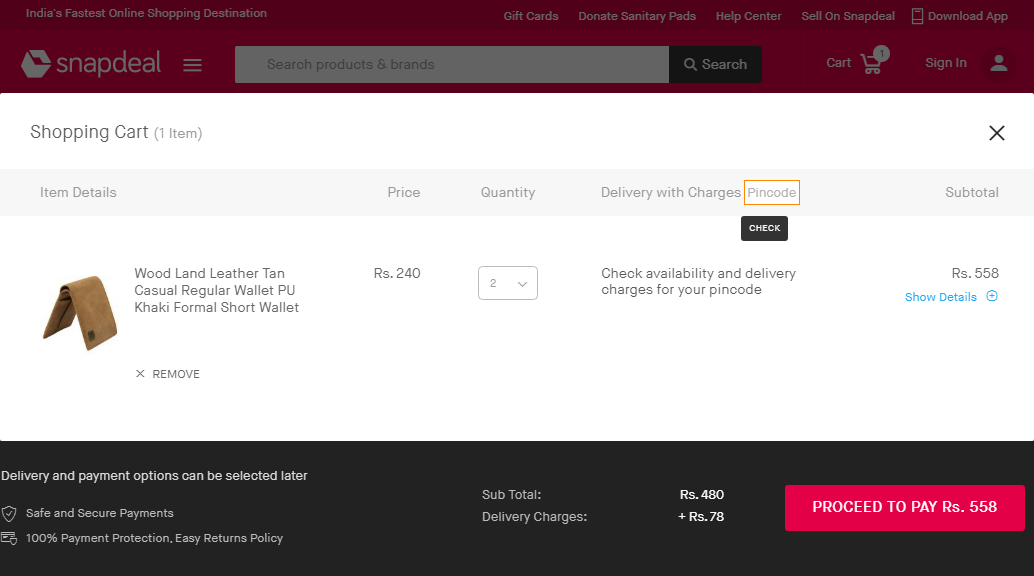 India's Fastest Online Shopping Destination
Gift Cards Donate Sanitary Pads Help Center Sell On Snapdeal Download App
snapdeal Search products & brands Search Cart 1 Sign In
Shopping Cart (1 Item)
Item Details Price Quantity Delivery with Charges Pincode Subtotal
CHECK
Wood Land Leather Tan
Casual Regular Wallet PU
Khaki Formal Short Wallet
Rs. 240
2
Check availability and delivery
charges for your pincode
Rs. 558
Show Details
REMOVE
Delivery and payment options can be selected later
Safe and Secure Payments
100% Payment Protection, Easy Returns Policy
Sub Total: Rs. 480
Delivery Charges: + Rs. 78
PROCEED TO PAY Rs. 558